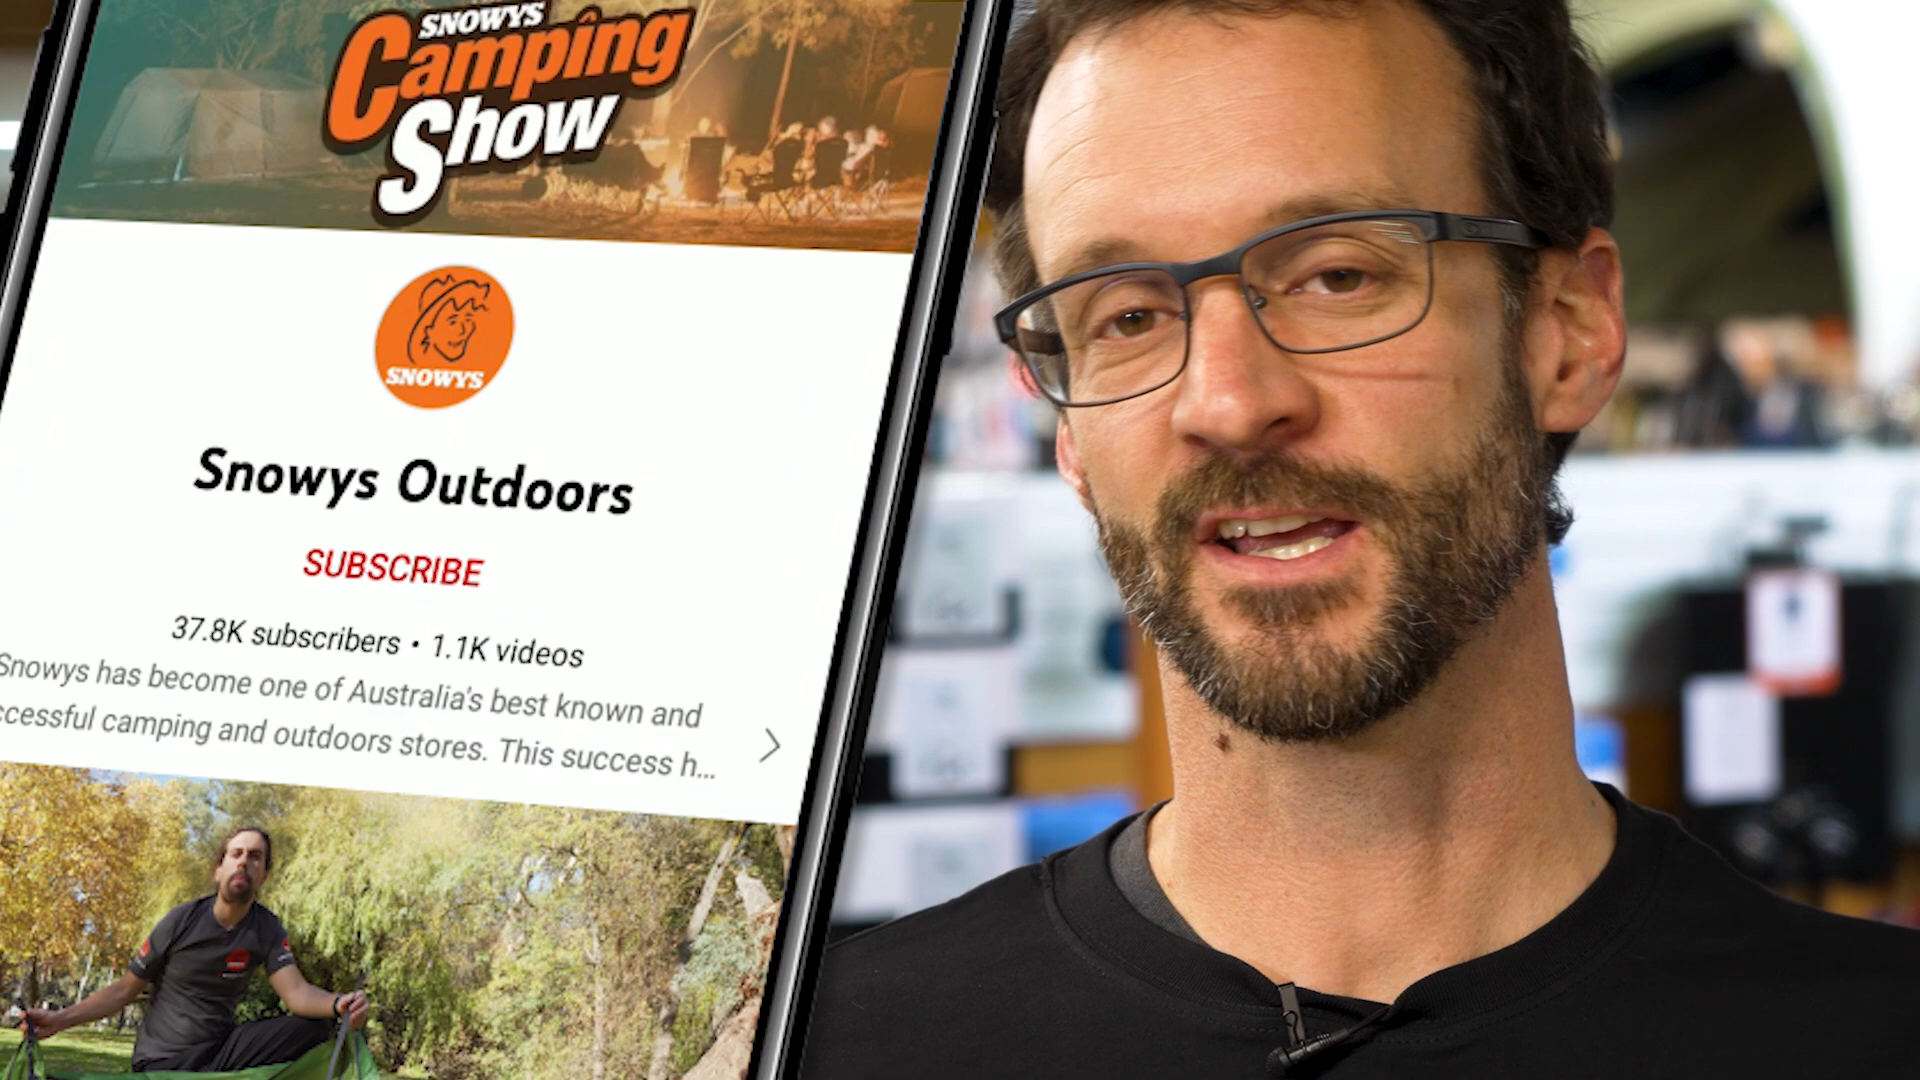 SNOWYS
Camping
Show
SNOWYS
Snowys Outdoors
SUBSCRIBE
37.8K subscribers • 1.1K videos
Snowys has become one of Australia's best known and
ccessful camping and outdoors stores. This success h...